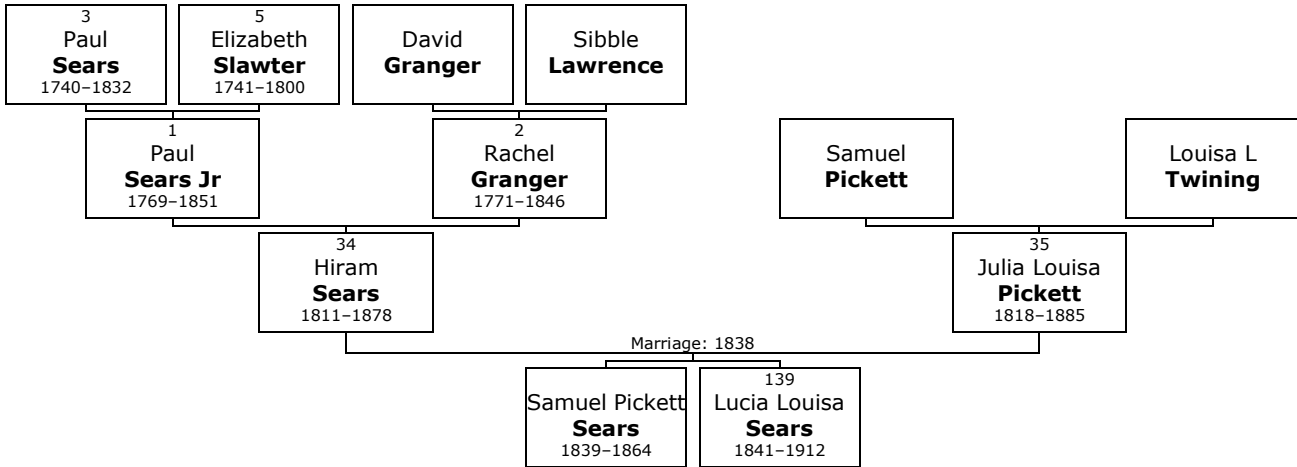 3
Paul
Sears
1740–1832
5
Elizabeth
Slawter
1741–1800
David
Granger
Sibble
Lawrence
1
Paul
Sears Jr
1769–1851
2
Rachel
Granger
1771–1846
Samuel
Pickett
Louisa L
Twining
34
Hiram
Sears
1811–1878
35
Julia Louisa
Pickett
1818–1885
Marriage: 1838
Samuel Pickett
Sears
1839–1864
139
Lucia Louisa
Sears
1841–1912